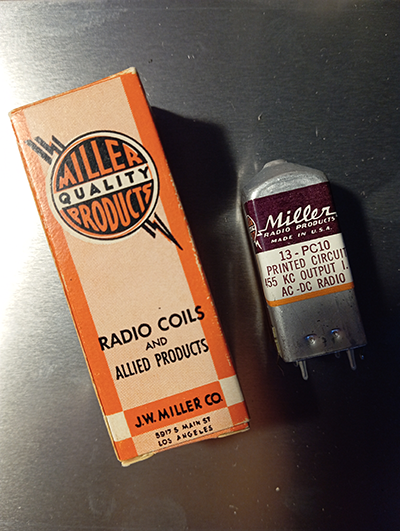 MILLER
QUALITY
PRODUCTS
RADIO COILS
AND
ALLIED PRODUCTS
J.W. MILLER CO.
5917 S. MAIN ST.
LOS ANGELES
Miller
RADIO PRODUCTS
MADE IN U.S.A.
13-PC10
PRINTED CIRCUIT
455 KC OUTPUT I.
AC-DC RADIO